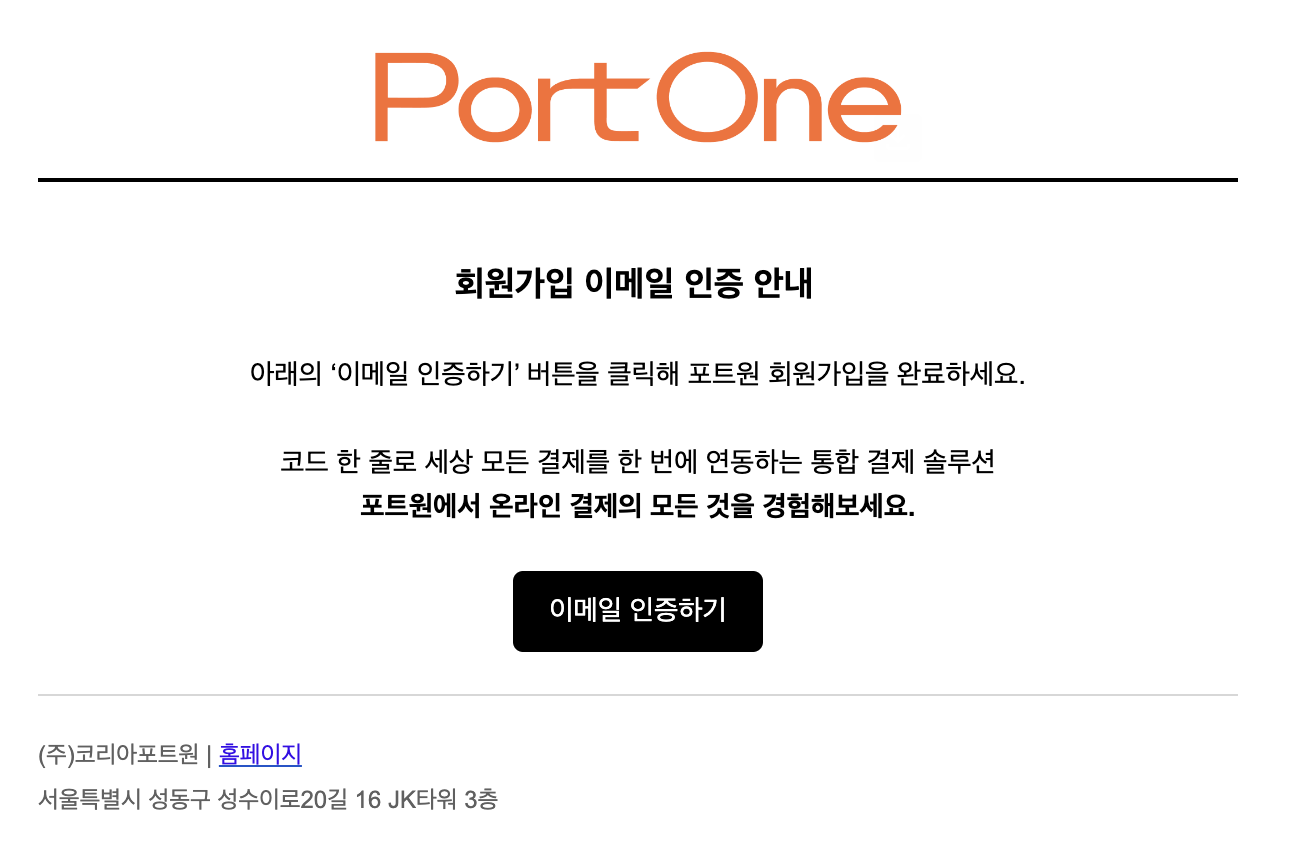 PortOne
회원가입 이메일 인증 안내
아래의 ‘이메일 인증하기’ 버튼을 클릭해 포트원 회원가입을 완료하세요.
코드 한 줄로 세상 모든 결제를 한 번에 연동하는 통합 결제 솔루션
포트원에서 온라인 결제의 모든 것을 경험해보세요.
이메일 인증하기
(주)코리아포트원 | 홈페이지
서울특별시 성동구 성수이로20길 16 JK타워 3층